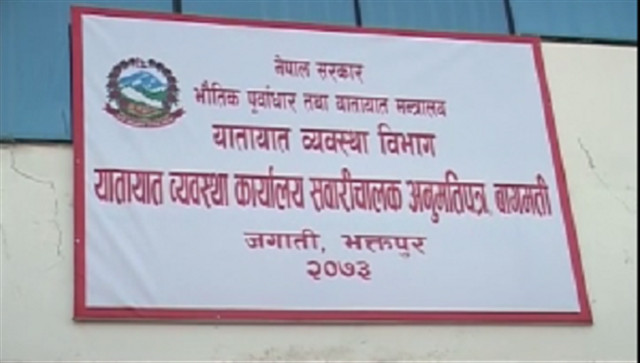 नेपाल सरकार
भौतिक पूर्वाधार तथा यातायात मन्त्रालय
यातायात व्यवस्था विभाग
यातायात व्यवस्था कार्यालय सवारीचालक अनुमतिपत्र, बागमती
जगाती, भक्तपुर
२०७३